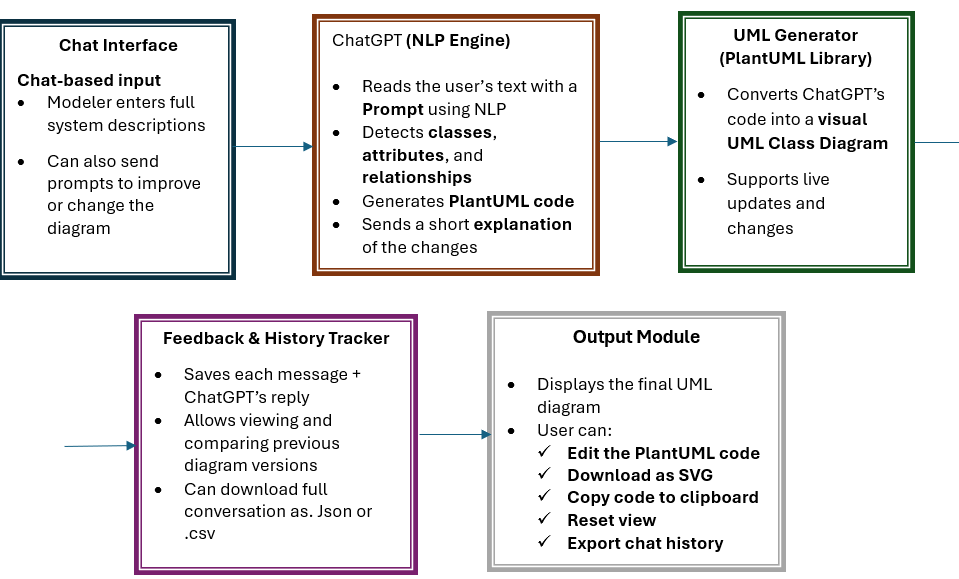 Chat Interface
Chat-based input
• Modeler enters full
system descriptions
• Can also send
prompts to improve
or change the
diagram
ChatGPT (NLP Engine)
• Reads the user’s text with a
Prompt using NLP
• Detects classes,
attributes, and
relationships
• Generates PlantUML code
• Sends a short explanation
of the changes
UML Generator
(PlantUML Library)
• Converts ChatGPT’s
code into a visual
UML Class Diagram
• Supports live
updates and
changes
Feedback & History Tracker
• Saves each message +
ChatGPT’s reply
• Allows viewing and
comparing previous
diagram versions
• Can download full
conversation as. Json or
.csv
Output Module
• Displays the final UML
diagram
• User can:
✓ Edit the PlantUML code
✓ Download as SVG
✓ Copy code to clipboard
✓ Reset view
✓ Export chat history